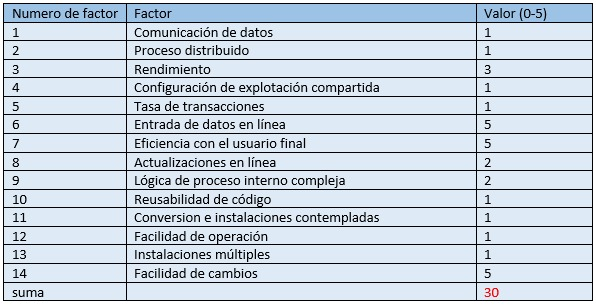 Numero de factor Factor Valor (0-5)
1 Comunicación de datos 1
2 Proceso distribuido 1
3 Rendimiento 3
4 Configuración de explotación compartida 1
5 Tasa de transacciones 1
6 Entrada de datos en línea 5
7 Eficiencia con el usuario final 5
8 Actualizaciones en línea 2
9 Lógica de proceso interno compleja 2
10 Reusabilidad de código 1
11 Conversion e instalaciones contempladas 1
12 Facilidad de operación 1
13 Instalaciones múltiples 1
14 Facilidad de cambios 5
suma 30